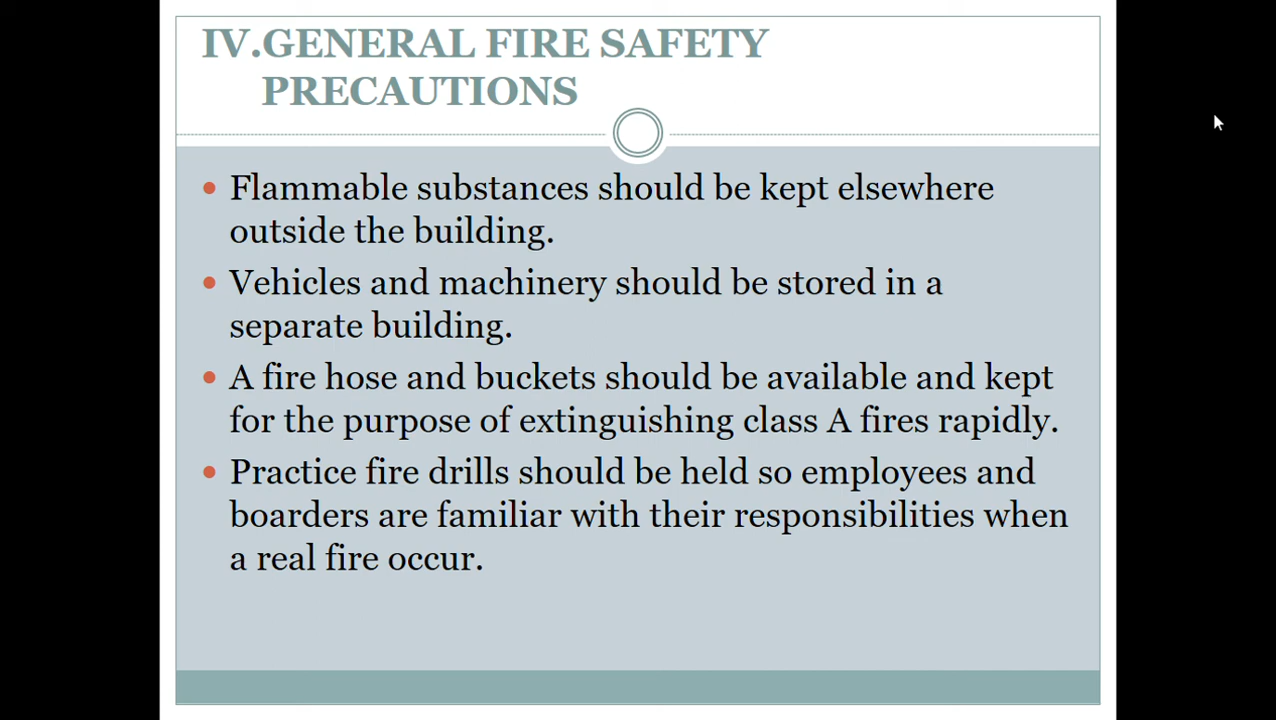 IV.GENERAL FIRE SAFETY
PRECAUTIONS
• Flammable substances should be kept elsewhere
outside the building.
• Vehicles and machinery should be stored in a
separate building.
• A fire hose and buckets should be available and kept
for the purpose of extinguishing class A fires rapidly.
• Practice fire drills should be held so employees and
boarders are familiar with their responsibilities when
a real fire occur.